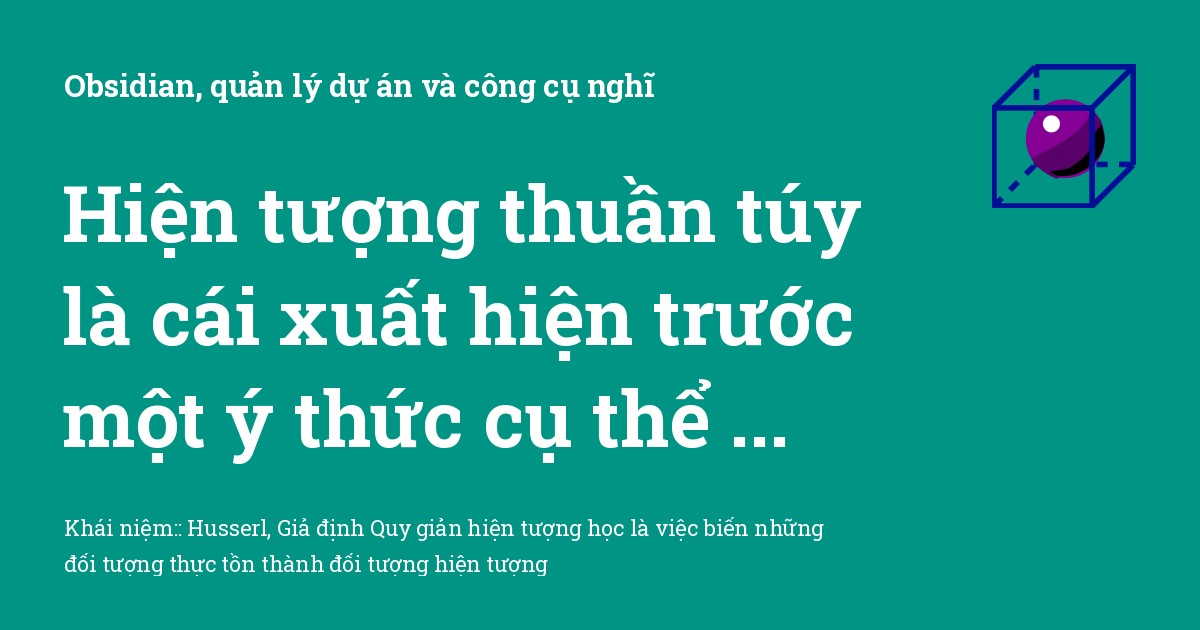 Obsidian, quản lý dự án và công cụ nghĩ
Hiện tượng thuần túy
là cái xuất hiện trước
một ý thức cụ thể ...
Khái niệm:: Husserl, Giả định Quy giản hiện tượng học là việc biến những
đối tượng thực tồn thành đối tượng hiện tượng